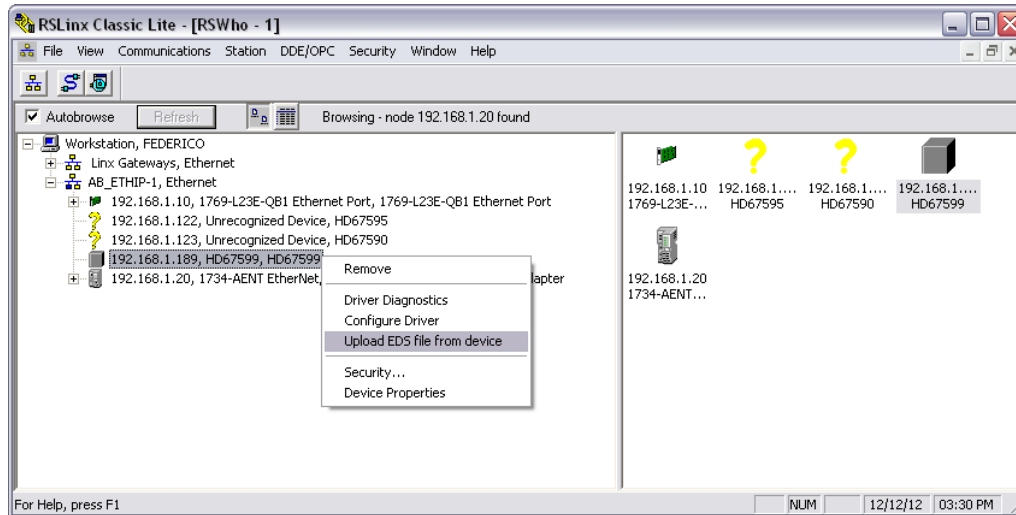 RSLinx Classic Lite - [RSWho - 1]
File View Communications Station DDE/OPC Security Window Help
Autobrowse Refresh Browsing - node 192.168.1.20 found
Workstation, FEDERICO
Linx Gateways, Ethernet
AB_ETHIP-1, Ethernet
192.168.1.10, 1769-L23E-QB1 Ethernet Port, 1769-L23E-QB1 Ethernet Port
192.168.1.122, Unrecognized Device, HD67595
192.168.1.123, Unrecognized Device, HD67590
192.168.1.189, HD67599, HD67599
192.168.1.20, 1734-AENT EtherNet,
Remove
Driver Diagnostics
Configure Driver
Upload EDS file from device
Security...
Device Properties
192.168.1.10 192.168.1.... 192.168.1.... 192.168.1....
1769-L23E-... HD67595 HD67590 HD67599
192.168.1.20
1734-AENT...
For Help, press F1 NUM 12/12/12 03:30 PM